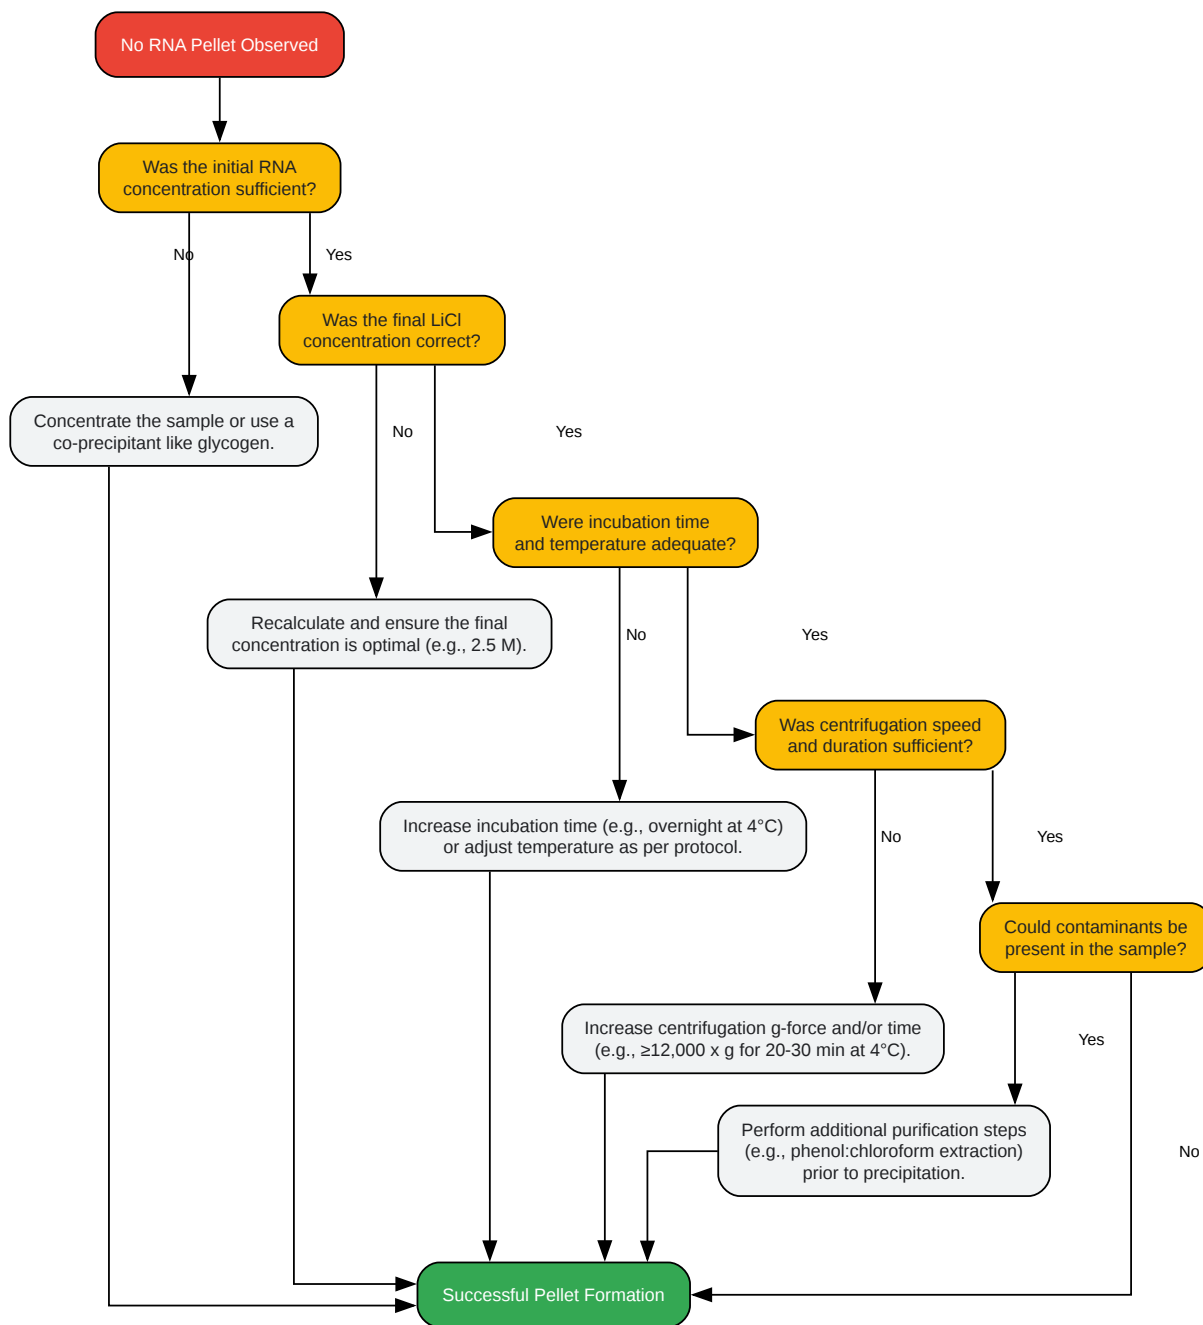 No RNA Pellet Observed
Was the initial RNA
concentration sufficient?
No
Yes
Was the final LiCl
concentration correct?
Concentrate the sample or use a
co-precipitant like glycogen.
No
Yes
Were incubation time
and temperature adequate?
Recalculate and ensure the final
concentration is optimal (e.g., 2.5 M).
No
Yes
Was centrifugation speed
and duration sufficient?
Increase incubation time (e.g., overnight at 4°C)
or adjust temperature as per protocol.
No
Yes
Could contaminants be
present in the sample?
Increase centrifugation g-force and/or time
(e.g., ≥12,000 x g for 20-30 min at 4°C).
Yes
Perform additional purification steps
(e.g., phenol:chloroform extraction)
prior to precipitation.
No
Successful Pellet Formation